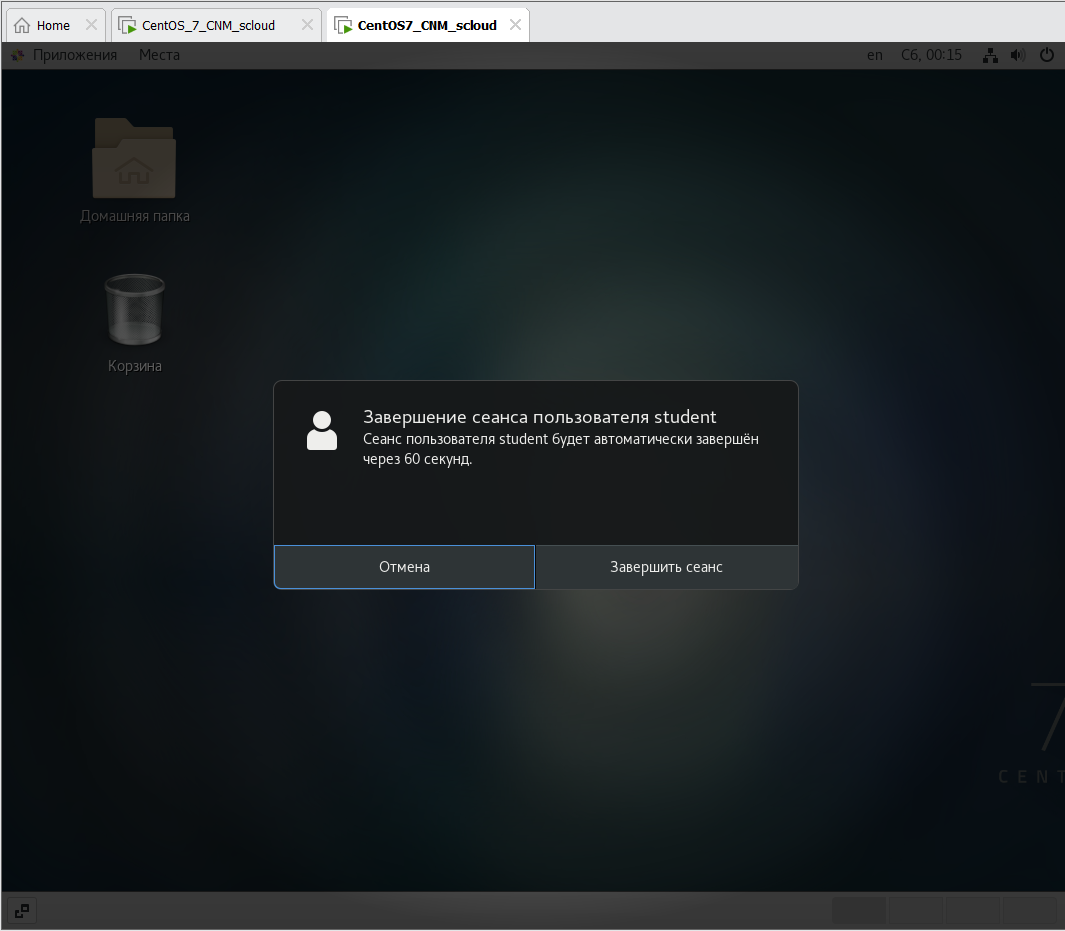 Home
CentOS_7_CNM_scloud
CentOS7_CNM_scloud
Приложения Места en Сб, 00:15
Домашняя папка
Корзина
Завершение сеанса пользователя student
Сеанс пользователя student будет автоматически завершён
через 60 секунд.
Отмена
Завершить сеанс
7
CENT